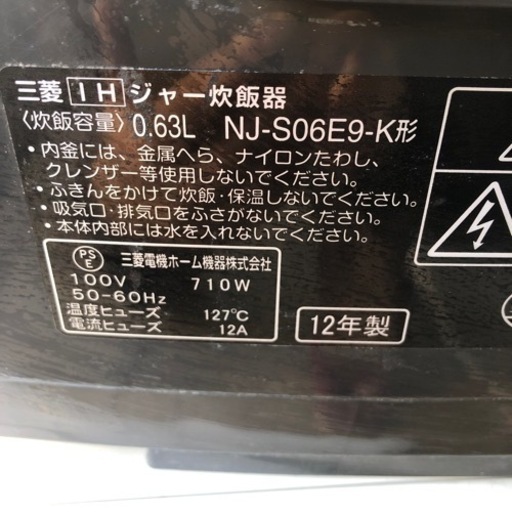 三菱 IH ジャー炊飯器
〈炊飯容量〉0.63L NJ-S06E9-K形
・内釜には、金属へら、ナイロンたわし、
クレンザー等使用しないでください。
・ふきんをかけて炊飯・保温しないでください。
・吸気口・排気口をふさがないでください。
・本体内部には水を入れないでください。
PSE 三菱電機ホーム機器株式会社
100V 710W
50-60Hz
温度ヒューズ 127℃
電流ヒューズ 12A
12年製